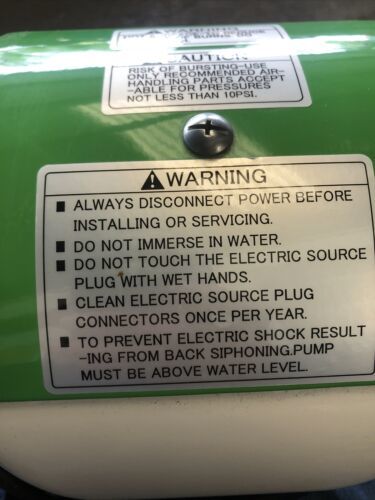 WARNING
CAUTION
RISK OF BURSTING-USE
ONLY RECOMMENDED AIR-
HANDLING PARTS ACCEPT
-ABLE FOR PRESSURES
NOT LESS THAN 10PSI.
WARNING
■ ALWAYS DISCONNECT POWER BEFORE
INSTALLING OR SERVICING.
■ DO NOT IMMERSE IN WATER.
■ DO NOT TOUCH THE ELECTRIC SOURCE
PLUG WITH WET HANDS.
■ CLEAN ELECTRIC SOURCE PLUG
CONNECTORS ONCE PER YEAR.
■ TO PREVENT ELECTRIC SHOCK RESULT
-ING FROM BACK SIPHONING.PUMP
MUST BE ABOVE WATER LEVEL.